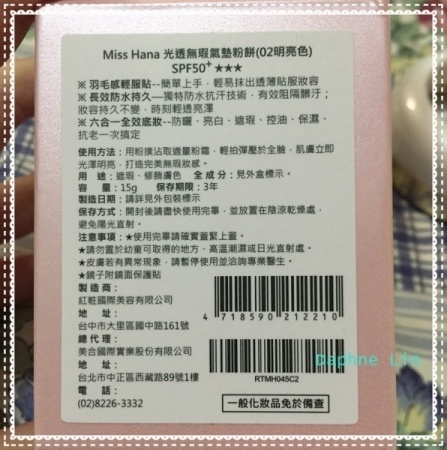 Miss Hana 光透無瑕氣墊粉餅(02明亮色)
SPF50+ ★★★
※ 羽毛感輕服貼—簡單上手，輕易抹出透薄貼服妝容
※ 長效防水持久—獨特防水抗汗技術，有效阻隔髒汙；
妝容持久不變，時刻輕透亮澤
※ 六合一全效底妝—防曬、亮白、遮瑕、控油、保濕、
抗老一次搞定
使用方法：用粉撲沾取適量粉霜，輕拍彈壓於全臉，肌膚立即
光澤明亮，打造完美無瑕妝感。
用 途：遮瑕、修飾膚色 全 成 分：見外盒標示。
容 量：15g 保存期限：3年
製造日期：請詳見外包裝標示
保存方式：開封後請盡快使用完畢，並放置在陰涼乾燥處，
避免陽光直射。
注意事項：★使用完畢請確實蓋緊上蓋。
★請勿置於幼童可取得的地方、高溫潮濕或日光直射處。
★皮膚若有異常現象，請暫停使用並洽詢專業醫生。
★鏡子附鏡面保護貼
製 造 商：
紅粧國際美容有限公司
地 址：
台中市大里區國中路161號
總 代 理：
美合國際實業股份有限公司
地 址：
台北市中正區西藏路89號1樓
電 話：
(02)8226-3332
4 718590 212210
Daphne Lin
RTMH045C2
一般化妝品免於備查